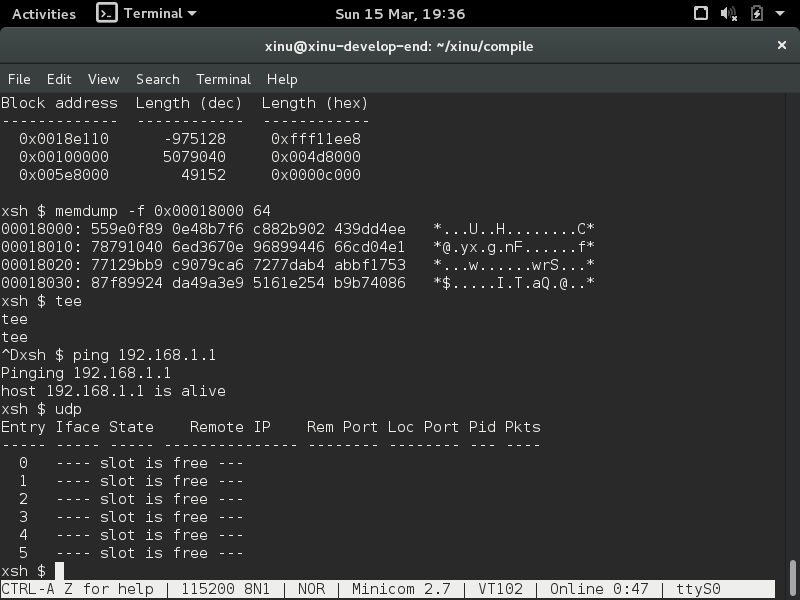 Activities Terminal Sun 15 Mar, 19:36
xinu@xinu-develop-end: ~/xinu/compile ×
File Edit View Search Terminal Help
Block address  Length (dec)  Length (hex)
-------------  ------------  ------------
  0x0018e110      -975128     0xfff11ee8
  0x00100000      5079040     0x004d8000
  0x005e8000        49152     0x0000c000
xsh $ memdump -f 0x00018000 64
00018000: 559e0f89 0e48b7f6 c882b902 439dd4ee   *...U..H........C*
00018010: 78791040 6ed3670e 96899446 66cd04e1   *@.yx.g.nF......f*
00018020: 77129bb9 c9079ca6 7277dab4 abbf1753   *...w......wrS...*
00018030: 87f89924 da49a3e9 5161e254 b9b74086   *$.....I.T.aQ.@..*
xsh $ tee
tee
tee
^Dxsh $ ping 192.168.1.1
Pinging 192.168.1.1
host 192.168.1.1 is alive
xsh $ udp
Entry Iface State    Remote IP    Rem Port Loc Port Pid Pkts
----- ----- ----- --------------- -------- -------- --- ----
  0   ---- slot is free ---
  1   ---- slot is free ---
  2   ---- slot is free ---
  3   ---- slot is free ---
  4   ---- slot is free ---
  5   ---- slot is free ---
xsh $
CTRL-A Z for help | 115200 8N1 | NOR | Minicom 2.7 | VT102 | Online 0:47 | ttyS0